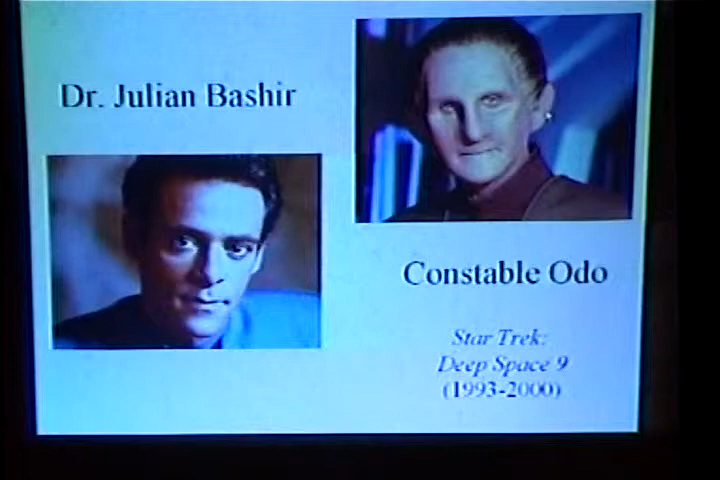 Dr. Julian Bashir
Constable Odo
Star Trek:
Deep Space 9
(1993-2000)